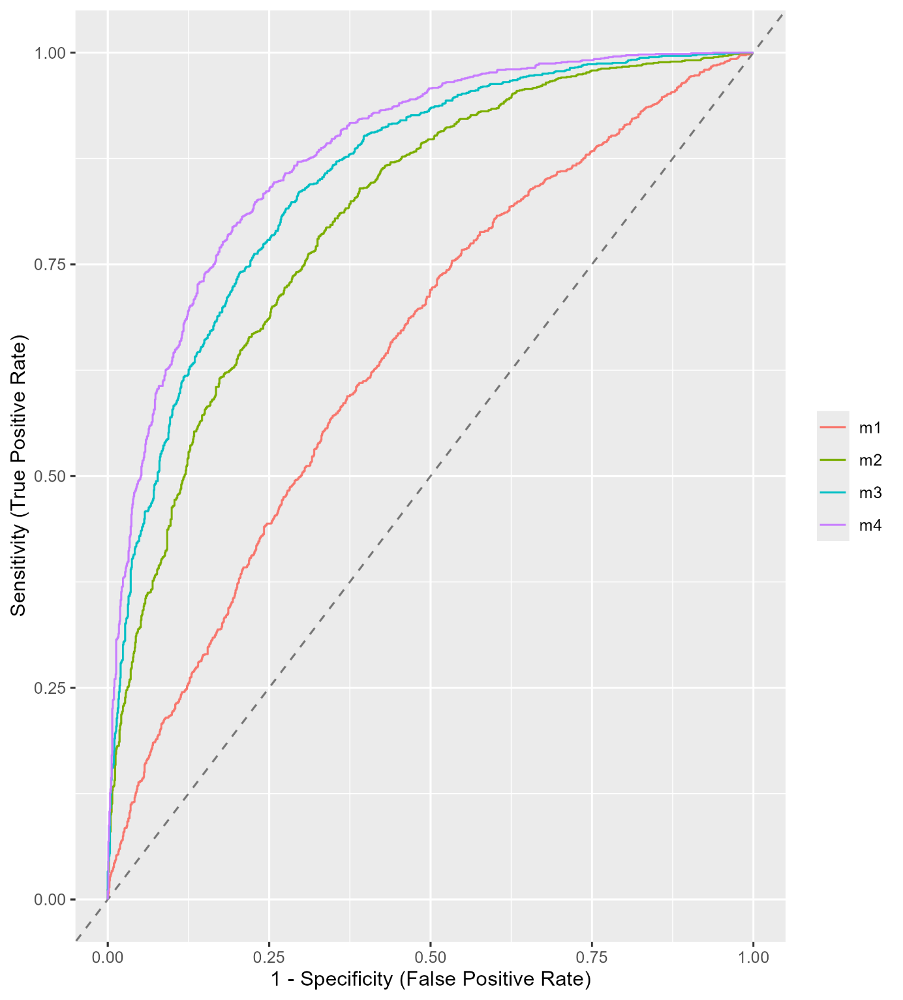 1.00
0.75
0.50
0.25
0.00
Sensitivity (True Positive Rate)
0.00 0.25 0.50 0.75 1.00
1 - Specificity (False Positive Rate)
m1
m2
m3
m4